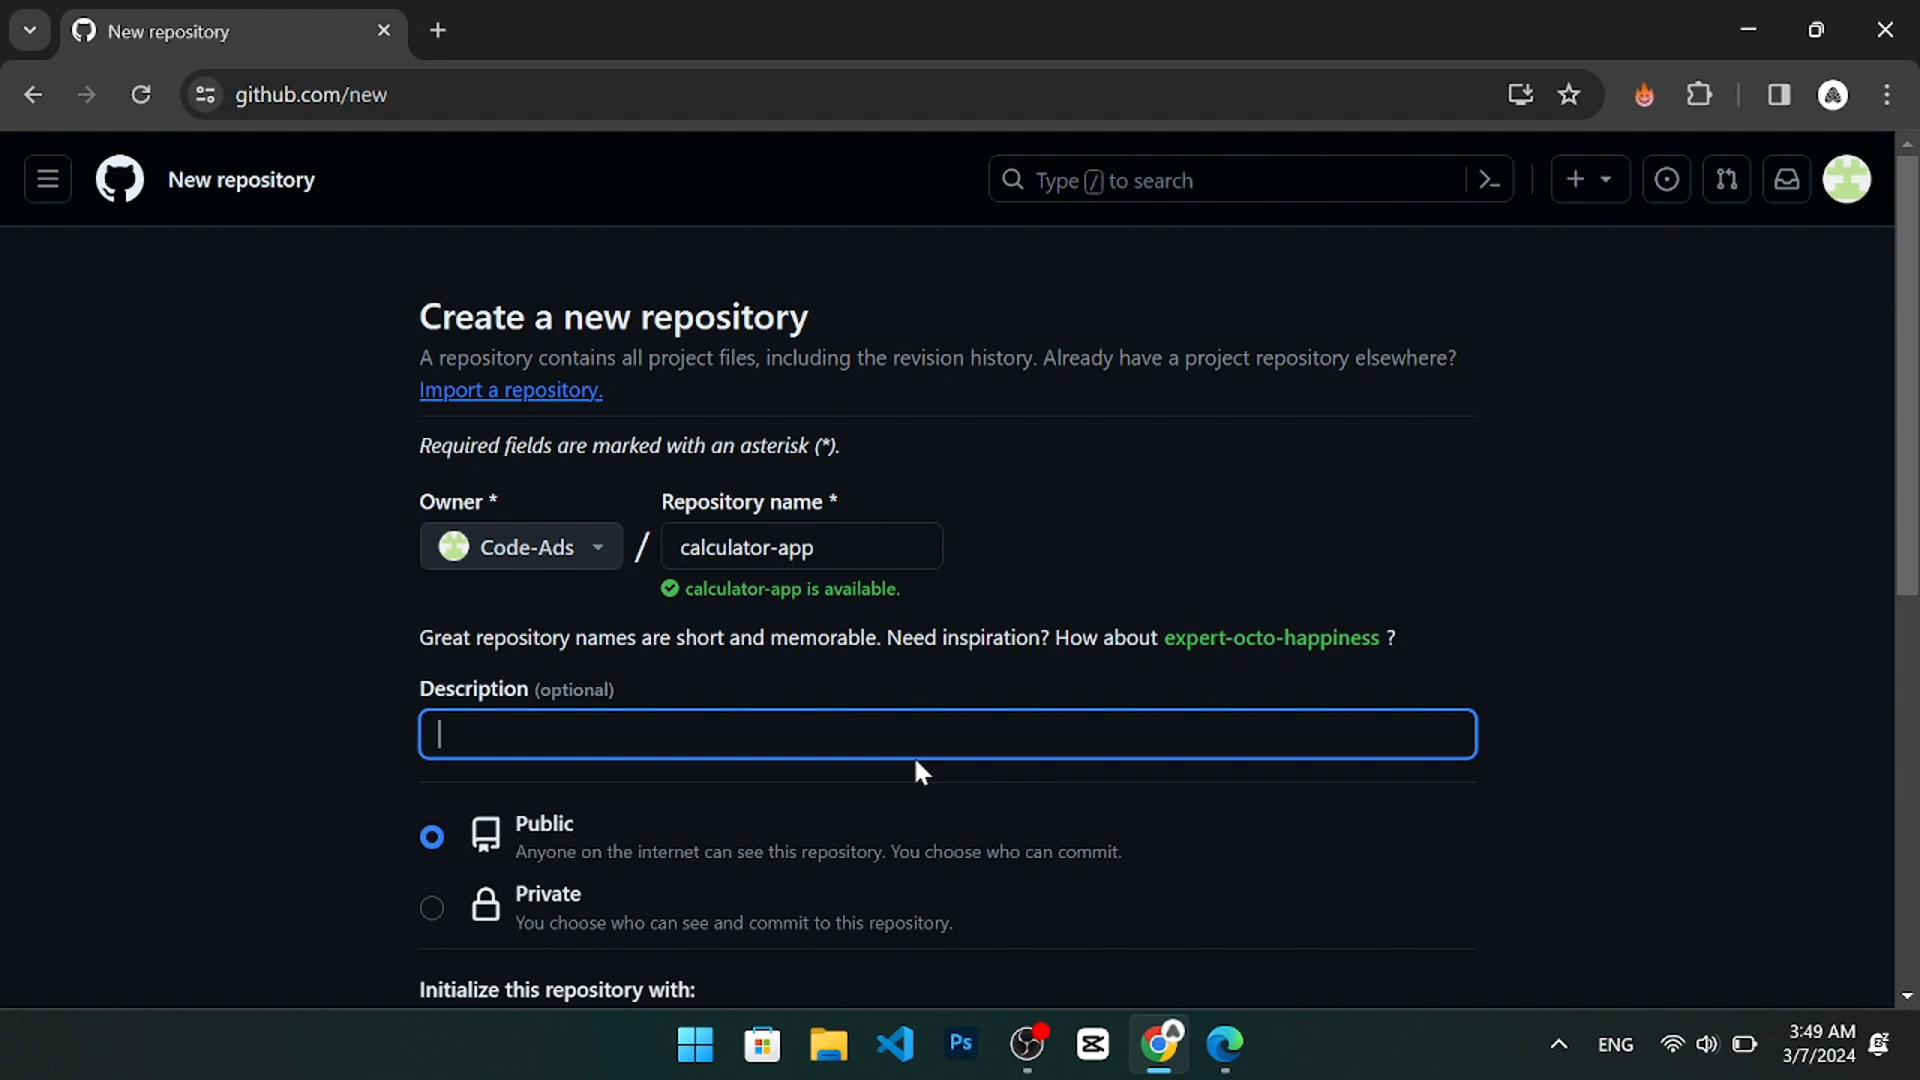 New repository
github.com/new
New repository
Type / to search
Create a new repository
A repository contains all project files, including the revision history. Already have a project repository elsewhere?
Import a repository.
Required fields are marked with an asterisk (*).
Owner * Repository name *
Code-Ads / calculator-app
calculator-app is available.
Great repository names are short and memorable. Need inspiration? How about expert-octo-happiness ?
Description (optional)
Public
Anyone on the internet can see this repository. You choose who can commit.
Private
You choose who can see and commit to this repository.
Initialize this repository with:
Ps
ENG
3:49 AM
3/7/2024